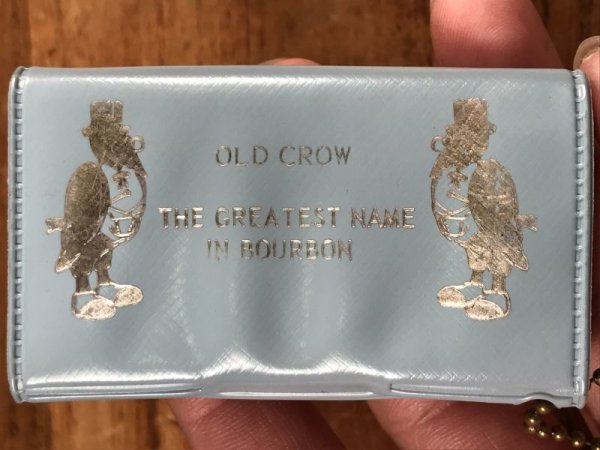 OLD CROW
THE GREATEST NAME
IN BOURBON